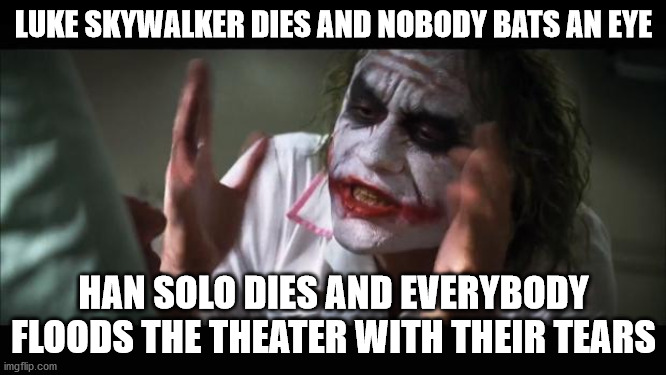 LUKE SKYWALKER DIES AND NOBODY BATS AN EYE
HAN SOLO DIES AND EVERYBODY
FLOODS THE THEATER WITH THEIR TEARS
imgflip.com